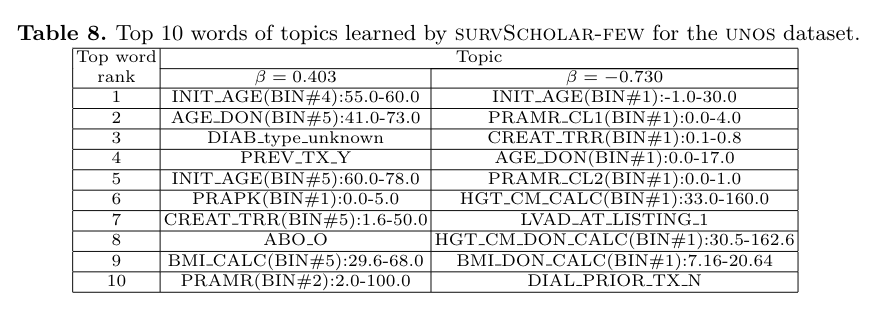 Table 8. Top 10 words of topics learned by SURVSCHOLAR-FEW for the UNOS dataset.
Top word rank Topic
β = 0.403 β = −0.730
1 INIT_AGE(BIN#4):55.0-60.0 INIT_AGE(BIN#1):-1.0-30.0
2 AGE_DON(BIN#5):41.0-73.0 PRAMR_CL1(BIN#1):0.0-4.0
3 DIAB_type_unknown CREAT_TRR(BIN#1):0.1-0.8
4 PREV_TX_Y AGE_DON(BIN#1):0.0-17.0
5 INIT_AGE(BIN#5):60.0-78.0 PRAMR_CL2(BIN#1):0.0-1.0
6 PRAPK(BIN#1):0.0-5.0 HGT_CM_CALC(BIN#1):33.0-160.0
7 CREAT_TRR(BIN#5):1.6-50.0 LVAD_AT_LISTING_1
8 ABO_O HGT_CM_DON_CALC(BIN#1):30.5-162.6
9 BMI_CALC(BIN#5):29.6-68.0 BMI_DON_CALC(BIN#1):7.16-20.64
10 PRAMR(BIN#2):2.0-100.0 DIAL_PRIOR_TX_N